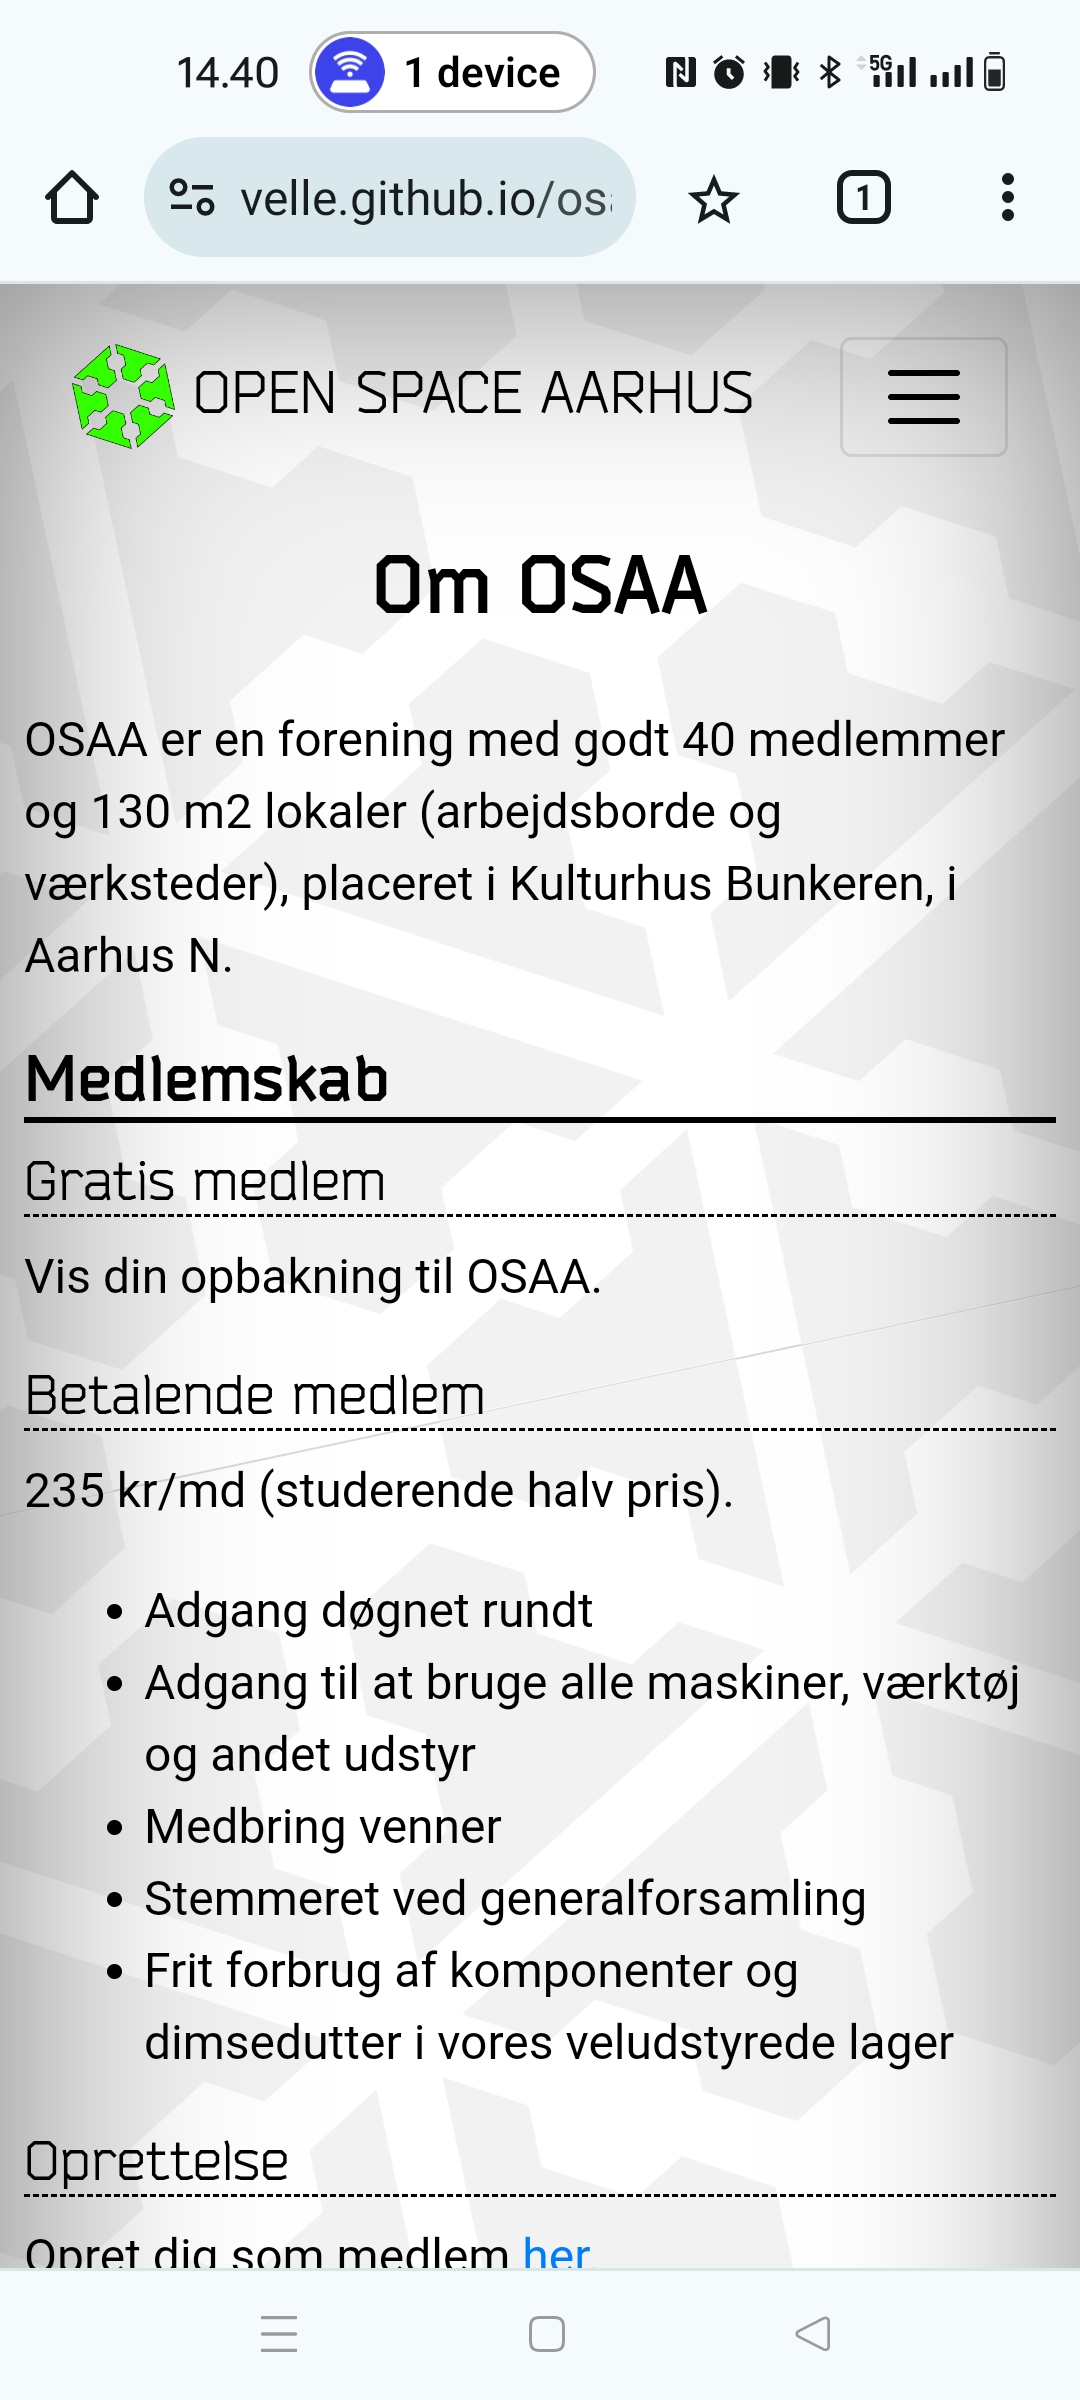 14.40
1 device
5G
velle.github.io/os
1
OPEN SPACE AARHUS
Om OSAA
OSAA er en forening med godt 40 medlemmer
og 130 m2 lokaler (arbejdsborde og
værksteder), placeret i Kulturhus Bunkeren, i
Aarhus N.
Medlemskab
Gratis medlem
Vis din opbakning til OSAA.
Betalende medlem
235 kr/md (studerende halv pris).
• Adgang døgnet rundt
• Adgang til at bruge alle maskiner, værktøj
og andet udstyr
• Medbring venner
• Stemmeret ved generalforsamling
• Frit forbrug af komponenter og
dimsedutter i vores veludstyrede lager
Oprettelse
Opret dig som medlem her.